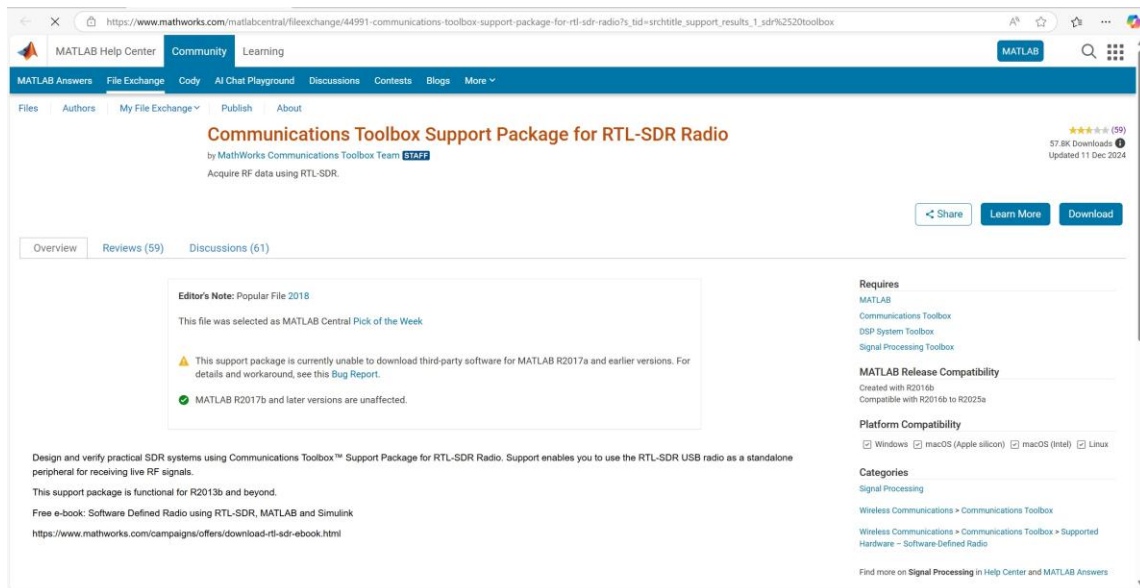 https://www.mathworks.com/matlabcentral/fileexchange/44991-communications-toolbox-support-package-for-rtl-sdr-radio?s_tid=srchtitle_support_results_1_sdr%2520toolbox
MATLAB Help Center Community Learning MATLAB
MATLAB Answers File Exchange Cody AI Chat Playground Discussions Contests Blogs More
Files Authors My File Exchange Publish About
Communications Toolbox Support Package for RTL-SDR Radio
(59)
by MathWorks Communications Toolbox Team STAFF
57.8K Downloads
Updated 11 Dec 2024
Acquire RF data using RTL-SDR.
Share Learn More Download
Overview Reviews (59) Discussions (61)
Editor's Note: Popular File 2018
This file was selected as MATLAB Central Pick of the Week
This support package is currently unable to download third-party software for MATLAB R2017a and earlier versions. For
details and workaround, see this Bug Report.
MATLAB R2017b and later versions are unaffected.
Design and verify practical SDR systems using Communications Toolbox™ Support Package for RTL-SDR Radio. Support enables you to use the RTL-SDR USB radio as a standalone
peripheral for receiving live RF signals.
This support package is functional for R2013b and beyond.
Free e-book: Software Defined Radio using RTL-SDR, MATLAB and Simulink
https://www.mathworks.com/campaigns/offers/download-rtl-sdr-ebook.html
Requires
MATLAB
Communications Toolbox
DSP System Toolbox
Signal Processing Toolbox
MATLAB Release Compatibility
Created with R2016b
Compatible with R2016b to R2025a
Platform Compatibility
Windows macOS (Apple silicon) macOS (Intel) Linux
Categories
Signal Processing
Wireless Communications > Communications Toolbox
Wireless Communications > Communications Toolbox > Supported
Hardware – Software-Defined Radio
Find more on Signal Processing in Help Center and MATLAB Answers